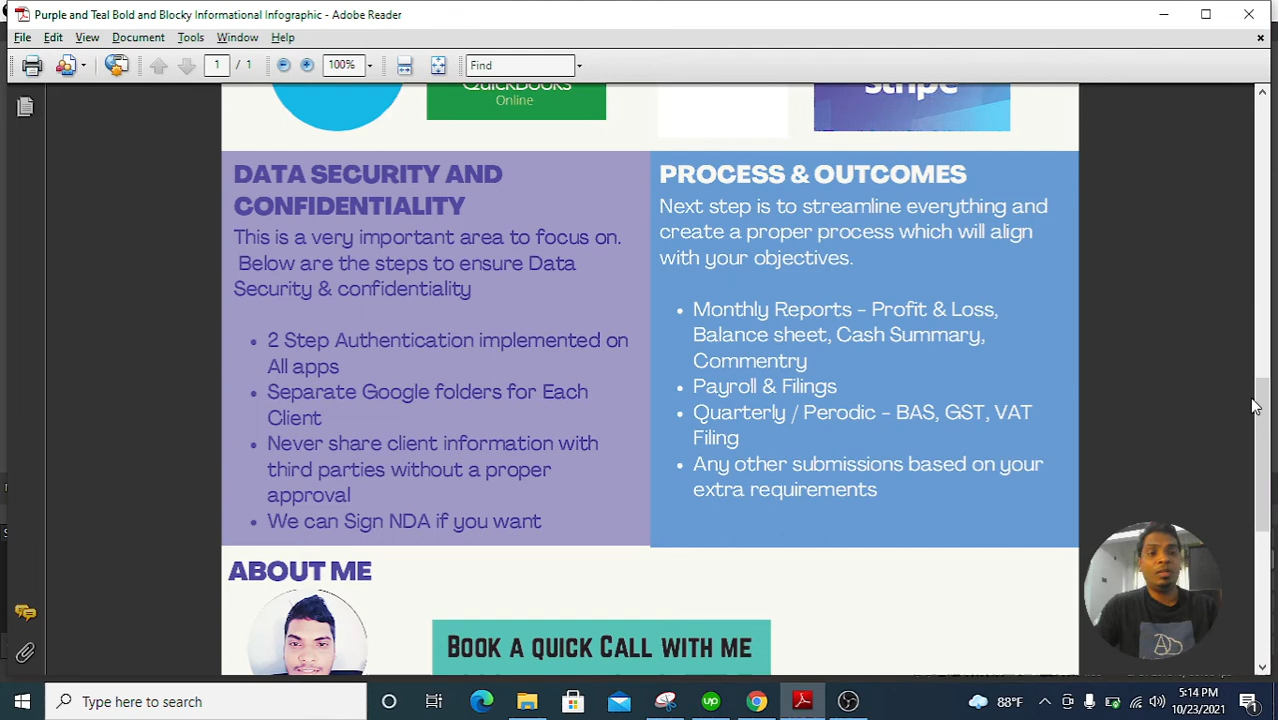 Purple and Teal Bold and Blocky Informational Infographic - Adobe Reader
File Edit View Document Tools Window Help
1 / 1 100% Find
QuickBooks
Online
stripe
DATA SECURITY AND
CONFIDENTIALITY
This is a very important area to focus on.
Below are the steps to ensure Data
Security & confidentiality
• 2 Step Authentication implemented on
All apps
• Separate Google folders for Each
Client
• Never share client information with
third parties without a proper
approval
• We can Sign NDA if you want
PROCESS & OUTCOMES
Next step is to streamline everything and
create a proper process which will align
with your objectives.
• Monthly Reports - Profit & Loss,
Balance sheet, Cash Summary,
Commentry
• Payroll & Filings
• Quarterly / Perodic - BAS, GST, VAT
Filing
• Any other submissions based on your
extra requirements
ABOUT ME
BOOK A QUICK CALL WITH ME
Type here to search
up
88°F
5:14 PM
10/23/2021
1